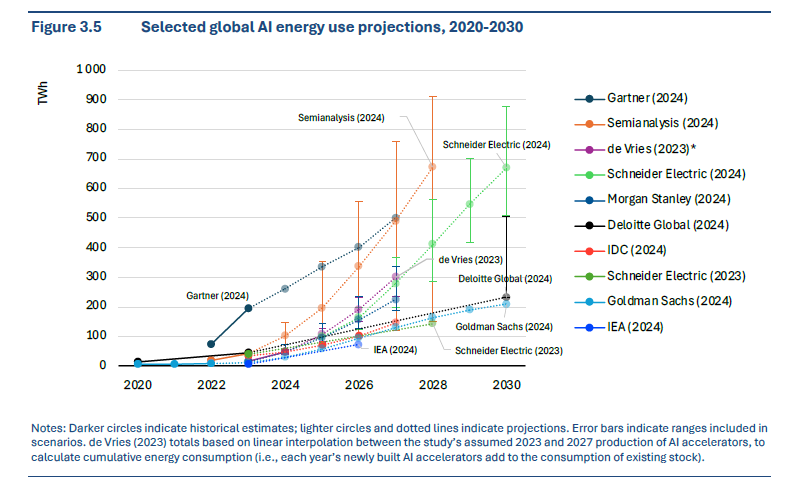 Figure 3.5 Selected global AI energy use projections, 2020-2030
TWh
1 000
900
800
700
600
500
400
300
200
100
0
2020 2022 2024 2026 2028 2030
Semianalysis (2024)
Schneider Electric (2024)
de Vries (2023)
Deloitte Global (2024)
Gartner (2024)
Goldman Sachs (2024)
IEA (2024)
Schneider Electric (2023)
Gartner (2024)
Semianalysis (2024)
de Vries (2023)*
Schneider Electric (2024)
Morgan Stanley (2024)
Deloitte Global (2024)
IDC (2024)
Schneider Electric (2023)
Goldman Sachs (2024)
IEA (2024)
Notes: Darker circles indicate historical estimates; lighter circles and dotted lines indicate projections. Error bars indicate ranges included in
scenarios. de Vries (2023) totals based on linear interpolation between the study's assumed 2023 and 2027 production of AI accelerators, to
calculate cumulative energy consumption (i.e., each year's newly built AI accelerators add to the consumption of existing stock).